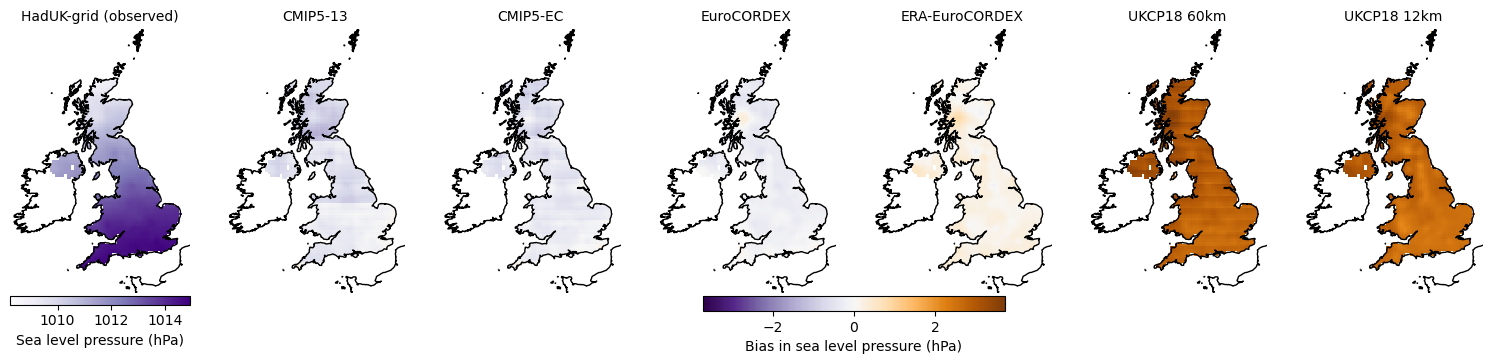 HadUK-grid (observed)
CMIP5-13
CMIP5-EC
EuroCORDEX
ERA-EuroCORDEX
UKCP18 60km
UKCP18 12km
1010 1012 1014
Sea level pressure (hPa)
−2 0 2
Bias in sea level pressure (hPa)